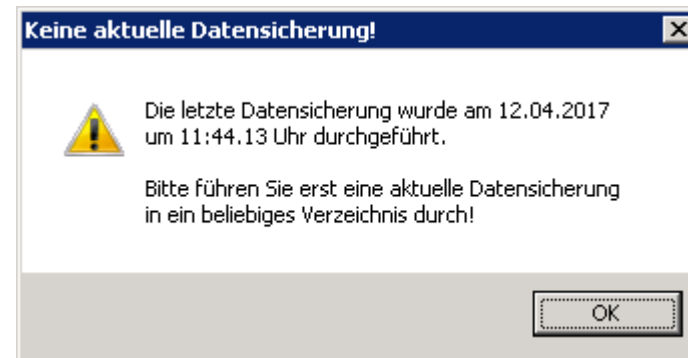 Keine aktuelle Datensicherung!
Die letzte Datensicherung wurde am 12.04.2017
um 11:44.13 Uhr durchgeführt.
Bitte führen Sie erst eine aktuelle Datensicherung
in ein beliebiges Verzeichnis durch!
OK